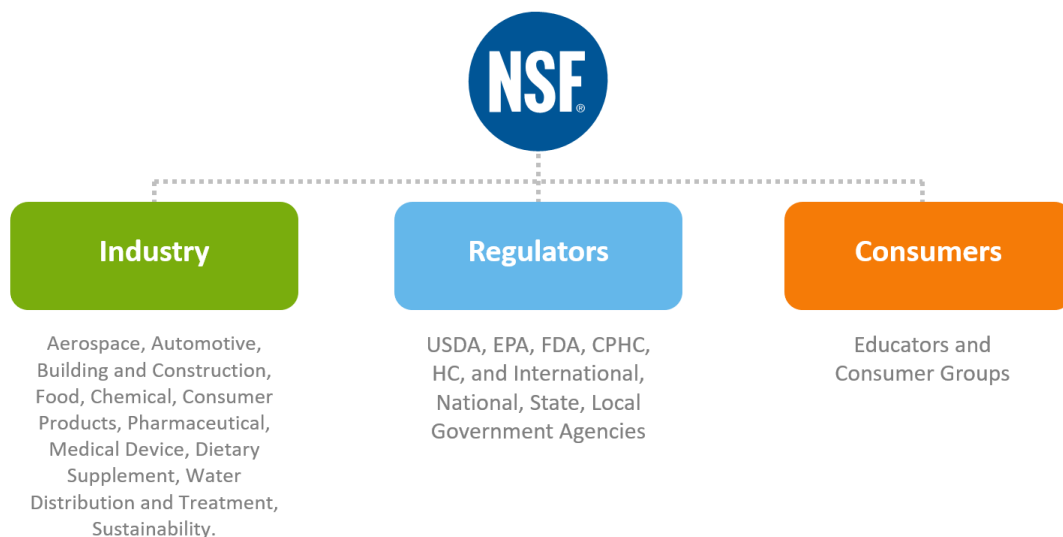 NSF®
Industry
Aerospace, Automotive,
Building and Construction,
Food, Chemical, Consumer
Products, Pharmaceutical,
Medical Device, Dietary
Supplement, Water
Distribution and Treatment,
Sustainability.
Regulators
USDA, EPA, FDA, CPHC,
HC, and International,
National, State, Local
Government Agencies
Consumers
Educators and
Consumer Groups